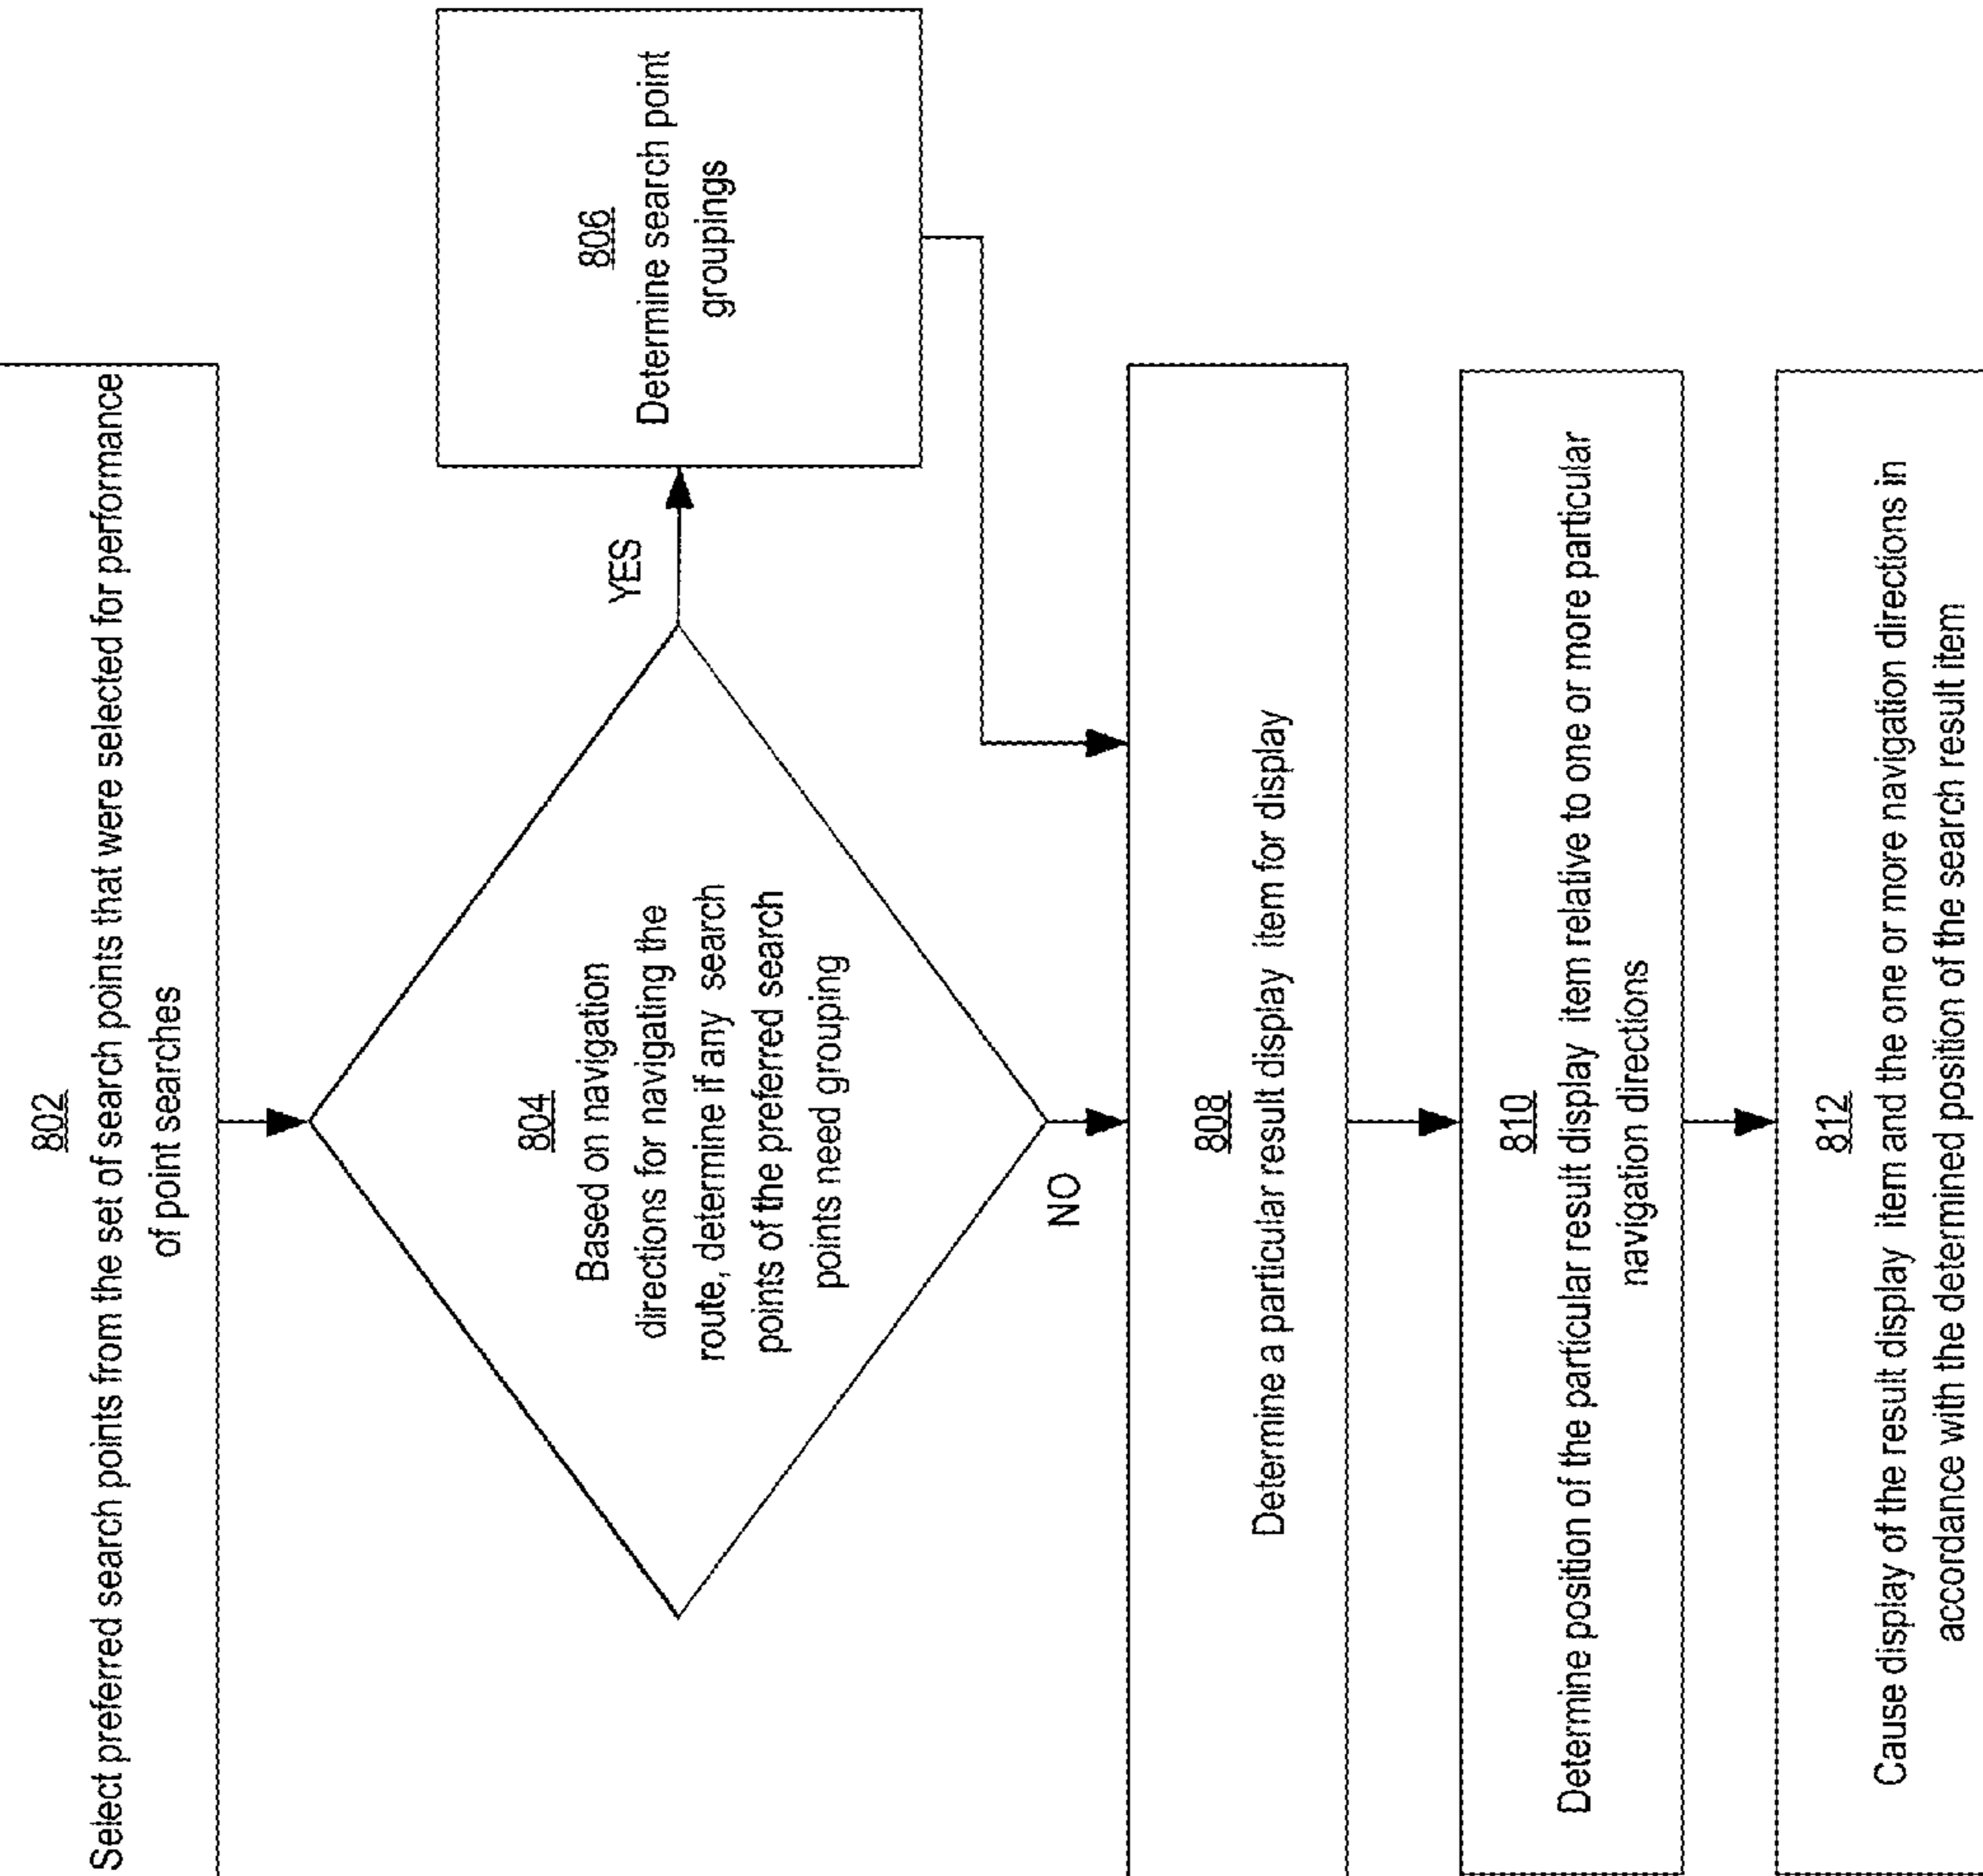 802
Select preferred search points from the set of search points that were selected for performance
of point searches
804
Based on navigation
directions for navigating the
route, determine if any search
points of the preferred search
points need grouping
YES
806
Determine search point
groupings
NO
808
Determine a particular result display item for display
810
Determine position of the particular result display item relative to one or more particular
navigation directions
812
Cause display of the result display item and the one or more navigation directions in
accordance with the determined position of the search result item